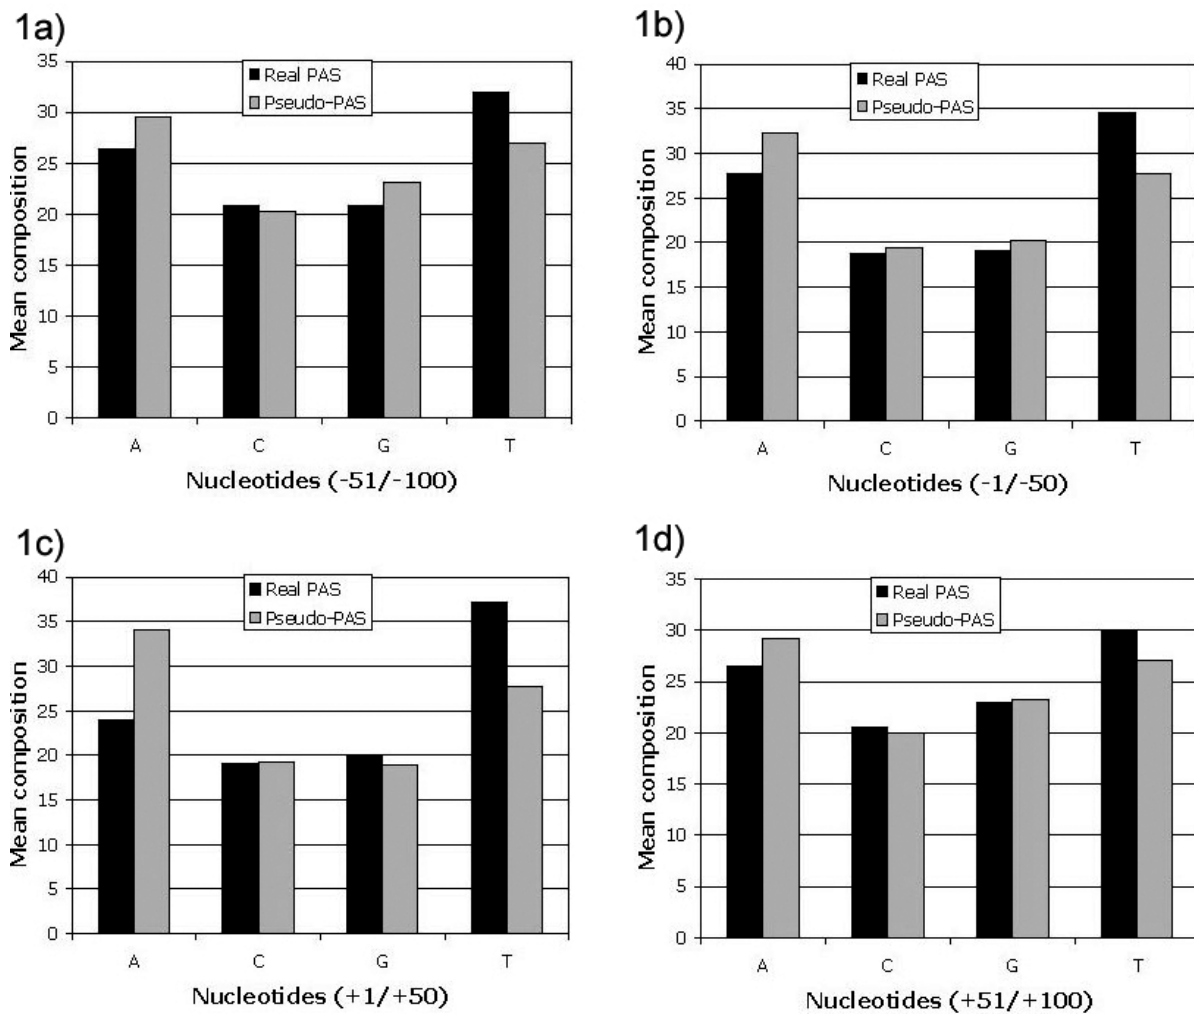 1a)
35
30
25
20
15
10
5
0
Mean composition
Real PAS
Pseudo-PAS
A C G T
Nucleotides (-51/-100)
1b)
40
35
30
25
20
15
10
5
0
Mean composition
Real PAS
Pseudo-PAS
A C G T
Nucleotides (-1/-50)
1c)
40
35
30
25
20
15
10
5
0
Mean composition
Real PAS
Pseudo-PAS
A C G T
Nucleotides (+1/+50)
1d)
35
30
25
20
15
10
5
0
Mean composition
Real PAS
Pseudo-PAS
A C G T
Nucleotides (+51/+100)